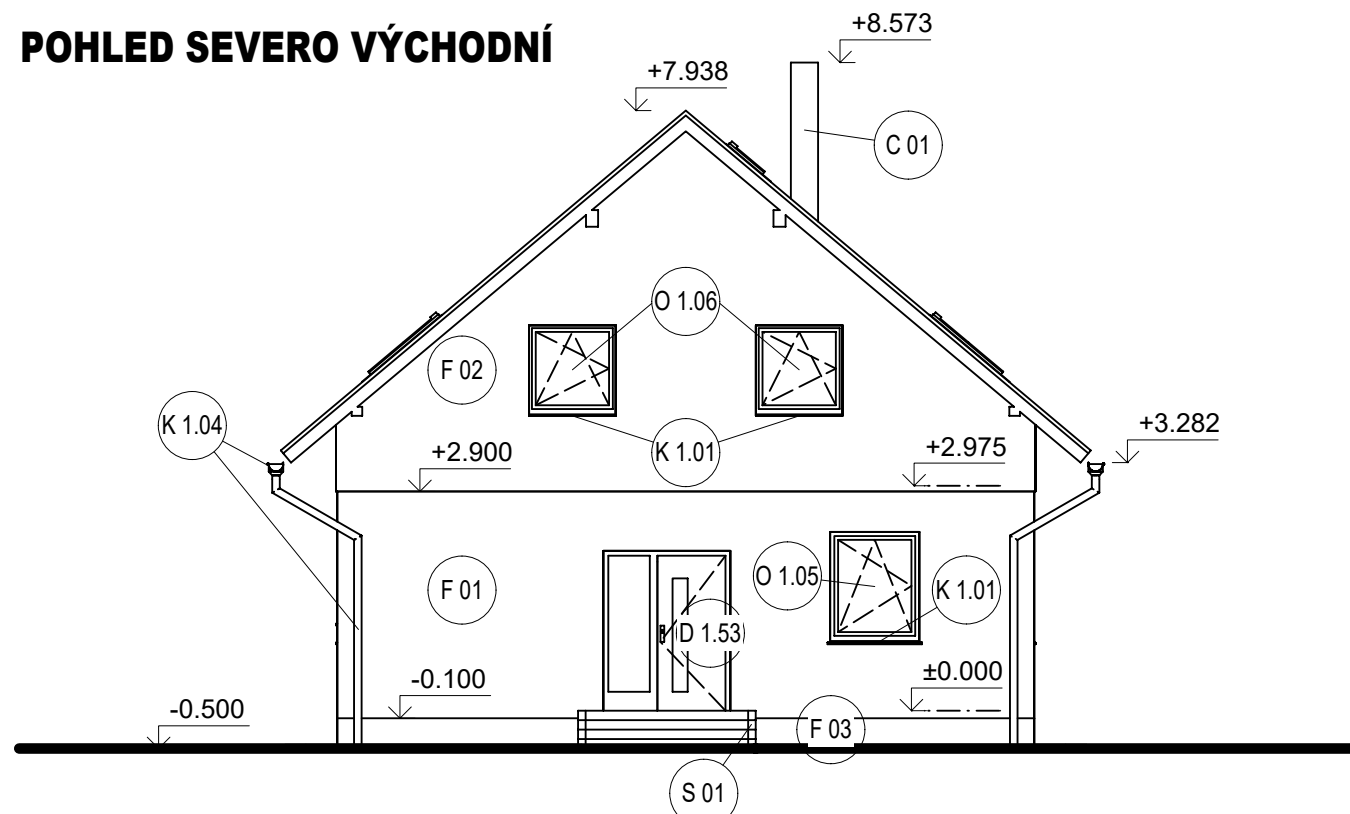 POHLED SEVERO VÝCHODNÍ
+8.573
+7.938
C 01
O 1.06
F 02
K 1.04
K 1.01
+3.282
+2.900
+2.975
O 1.05
K 1.01
F 01
D 1.53
-0.100
±0.000
-0.500
F 03
S 01